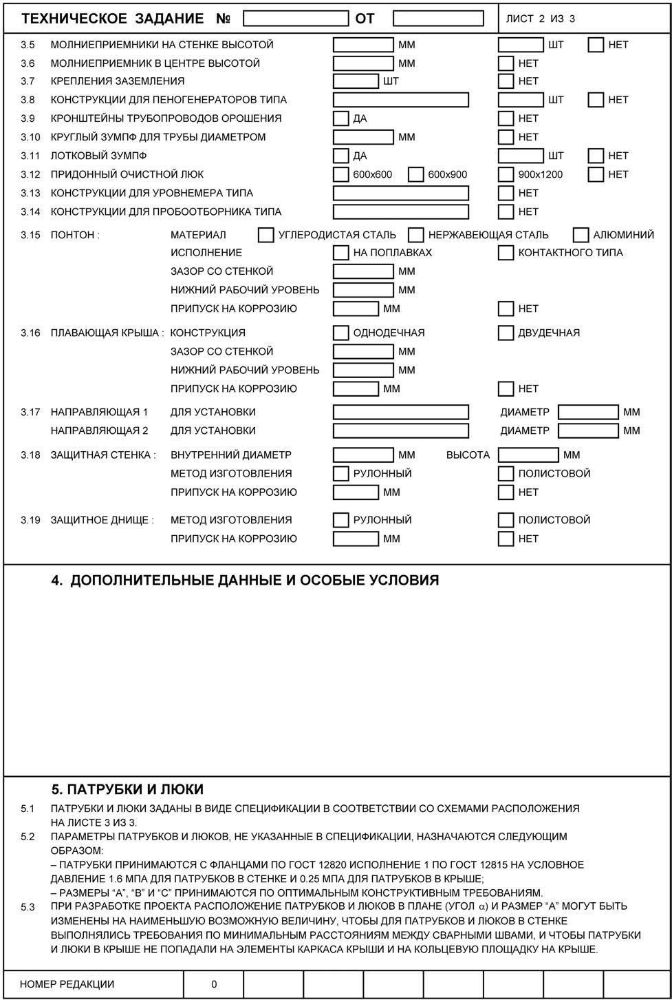 ТЕХНИЧЕСКОЕ ЗАДАНИЕ № ОТ ЛИСТ 2 ИЗ 3
3.5 МОЛНИЕПРИЕМНИКИ НА СТЕНКЕ ВЫСОТОЙ ММ ШТ НЕТ
3.6 МОЛНИЕПРИЕМНИК В ЦЕНТРЕ ВЫСОТОЙ ММ НЕТ
3.7 КРЕПЛЕНИЯ ЗАЗЕМЛЕНИЯ ШТ НЕТ
3.8 КОНСТРУКЦИИ ДЛЯ ПЕНОГЕНЕРАТОРОВ ТИПА ШТ НЕТ
3.9 КРОНШТЕЙНЫ ТРУБОПРОВОДОВ ОРОШЕНИЯ ДА НЕТ
3.10 КРУГЛЫЙ ЗУМПФ ДЛЯ ТРУБЫ ДИАМЕТРОМ ММ НЕТ
3.11 ЛОТКОВЫЙ ЗУМПФ ДА ШТ НЕТ
3.12 ПРИДОННЫЙ ОЧИСТНОЙ ЛЮК 600х600 600х900 900х1200 НЕТ
3.13 КОНСТРУКЦИИ ДЛЯ УРОВНЕМЕРА ТИПА НЕТ
3.14 КОНСТРУКЦИИ ДЛЯ ПРОБООТБОРНИКА ТИПА НЕТ
3.15 ПОНТОН : МАТЕРИАЛ УГЛЕРОДИСТАЯ СТАЛЬ НЕРЖАВЕЮЩАЯ СТАЛЬ АЛЮМИНИЙ
ИСПОЛНЕНИЕ НА ПОПЛАВКАХ КОНТАКТНОГО ТИПА
ЗАЗОР СО СТЕНКОЙ ММ
НИЖНИЙ РАБОЧИЙ УРОВЕНЬ ММ
ПРИПУСК НА КОРРОЗИЮ ММ НЕТ
3.16 ПЛАВАЮЩАЯ КРЫША : КОНСТРУКЦИЯ ОДНОДЕЧНАЯ ДВУДЕЧНАЯ
ЗАЗОР СО СТЕНКОЙ ММ
НИЖНИЙ РАБОЧИЙ УРОВЕНЬ ММ
ПРИПУСК НА КОРРОЗИЮ ММ НЕТ
3.17 НАПРАВЛЯЮЩАЯ 1 ДЛЯ УСТАНОВКИ ДИАМЕТР ММ
НАПРАВЛЯЮЩАЯ 2 ДЛЯ УСТАНОВКИ ДИАМЕТР ММ
3.18 ЗАЩИТНАЯ СТЕНКА : ВНУТРЕННИЙ ДИАМЕТР ММ ВЫСОТА ММ
МЕТОД ИЗГОТОВЛЕНИЯ РУЛОННЫЙ ПОЛИСТОВОЙ
ПРИПУСК НА КОРРОЗИЮ ММ НЕТ
3.19 ЗАЩИТНОЕ ДНИЩЕ : МЕТОД ИЗГОТОВЛЕНИЯ РУЛОННЫЙ ПОЛИСТОВОЙ
ПРИПУСК НА КОРРОЗИЮ ММ НЕТ
4. ДОПОЛНИТЕЛЬНЫЕ ДАННЫЕ И ОСОБЫЕ УСЛОВИЯ
5. ПАТРУБКИ И ЛЮКИ
5.1 ПАТРУБКИ И ЛЮКИ ЗАДАНЫ В ВИДЕ СПЕЦИФИКАЦИИ В СООТВЕТСТВИИ СО СХЕМАМИ РАСПОЛОЖЕНИЯ
НА ЛИСТЕ 3 ИЗ 3.
5.2 ПАРАМЕТРЫ ПАТРУБКОВ И ЛЮКОВ, НЕ УКАЗАННЫЕ В СПЕЦИФИКАЦИИ, НАЗНАЧАЮТСЯ СЛЕДУЮЩИМ
ОБРАЗОМ:
– ПАТРУБКИ ПРИНИМАЮТСЯ С ФЛАНЦАМИ ПО ГОСТ 12820 ИСПОЛНЕНИЕ 1 ПО ГОСТ 12815 НА УСЛОВНОЕ
ДАВЛЕНИЕ 1.6 МПА ДЛЯ ПАТРУБКОВ В СТЕНКЕ И 0.25 МПА ДЛЯ ПАТРУБКОВ В КРЫШЕ;
– РАЗМЕРЫ “А”, “В” И “С” ПРИНИМАЮТСЯ ПО ОПТИМАЛЬНЫМ КОНСТРУКТИВНЫМ ТРЕБОВАНИЯМ.
5.3 ПРИ РАЗРАБОТКЕ ПРОЕКТА РАСПОЛОЖЕНИЕ ПАТРУБКОВ И ЛЮКОВ В ПЛАНЕ (УГОЛ α) И РАЗМЕР “А” МОГУТ БЫТЬ
ИЗМЕНЕНЫ НА НАИМЕНЬШУЮ ВОЗМОЖНУЮ ВЕЛИЧИНУ, ЧТОБЫ ДЛЯ ПАТРУБКОВ И ЛЮКОВ В СТЕНКЕ
ВЫПОЛНЯЛИСЬ ТРЕБОВАНИЯ ПО МИНИМАЛЬНЫМ РАССТОЯНИЯМ МЕЖДУ СВАРНЫМИ ШВАМИ, И ЧТОБЫ ПАТРУБКИ
И ЛЮКИ В КРЫШЕ НЕ ПОПАДАЛИ НА ЭЛЕМЕНТЫ КАРКАСА КРЫШИ И НА КОЛЬЦЕВУЮ ПЛОЩАДКУ НА КРЫШЕ.
НОМЕР РЕДАКЦИИ 0